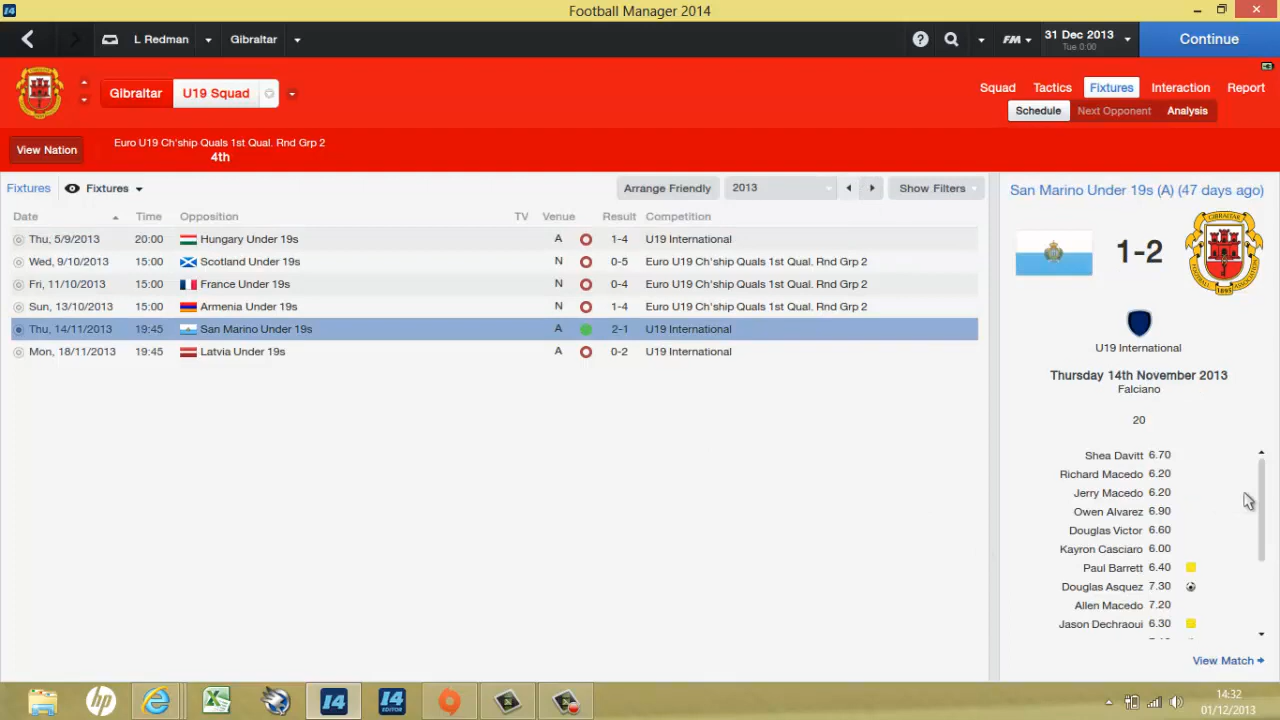 Football Manager 2014
L Redman
Gibraltar
31 Dec 2013
Tue 0:00
FM
Continue
Gibraltar
U19 Squad
Squad
Tactics
Fixtures
Interaction
Report
Schedule
Next Opponent
Analysis
View Nation
Euro U19 Ch'ship Quals 1st Qual. Rnd Grp 2
4th
Fixtures
Fixtures
Arrange Friendly
2013
Show Filters
Date Time Opposition TV Venue Result Competition
Thu, 5/9/2013 20:00 Hungary Under 19s A 1-4 U19 International
Wed, 9/10/2013 15:00 Scotland Under 19s N 0-5 Euro U19 Ch'ship Quals 1st Qual. Rnd Grp 2
Fri, 11/10/2013 15:00 France Under 19s N 0-4 Euro U19 Ch'ship Quals 1st Qual. Rnd Grp 2
Sun, 13/10/2013 15:00 Armenia Under 19s N 1-4 Euro U19 Ch'ship Quals 1st Qual. Rnd Grp 2
Thu, 14/11/2013 19:45 San Marino Under 19s A 2-1 U19 International
Mon, 18/11/2013 19:45 Latvia Under 19s A 0-2 U19 International
San Marino Under 19s (A) (47 days ago)
1-2
U19 International
Thursday 14th November 2013
Falciano
20
Shea Davitt 6.70
Richard Macedo 6.20
Jerry Macedo 6.20
Owen Alvarez 6.90
Douglas Victor 6.60
Kayron Casciaro 6.00
Paul Barrett 6.40
Douglas Asquez 7.30
Allen Macedo 7.20
Jason Dechraoui 6.30
View Match
14:32
01/12/2013